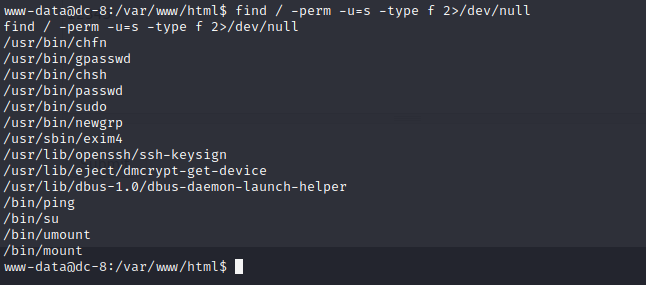 www-data@dc-8:/var/www/html$ find / -perm -u=s -type f 2>/dev/null
find / -perm -u=s -type f 2>/dev/null
/usr/bin/chfn
/usr/bin/gpasswd
/usr/bin/chsh
/usr/bin/passwd
/usr/bin/sudo
/usr/bin/newgrp
/usr/sbin/exim4
/usr/lib/openssh/ssh-keysign
/usr/lib/eject/dmcrypt-get-device
/usr/lib/dbus-1.0/dbus-daemon-launch-helper
/bin/ping
/bin/su
/bin/umount
/bin/mount
www-data@dc-8:/var/www/html$